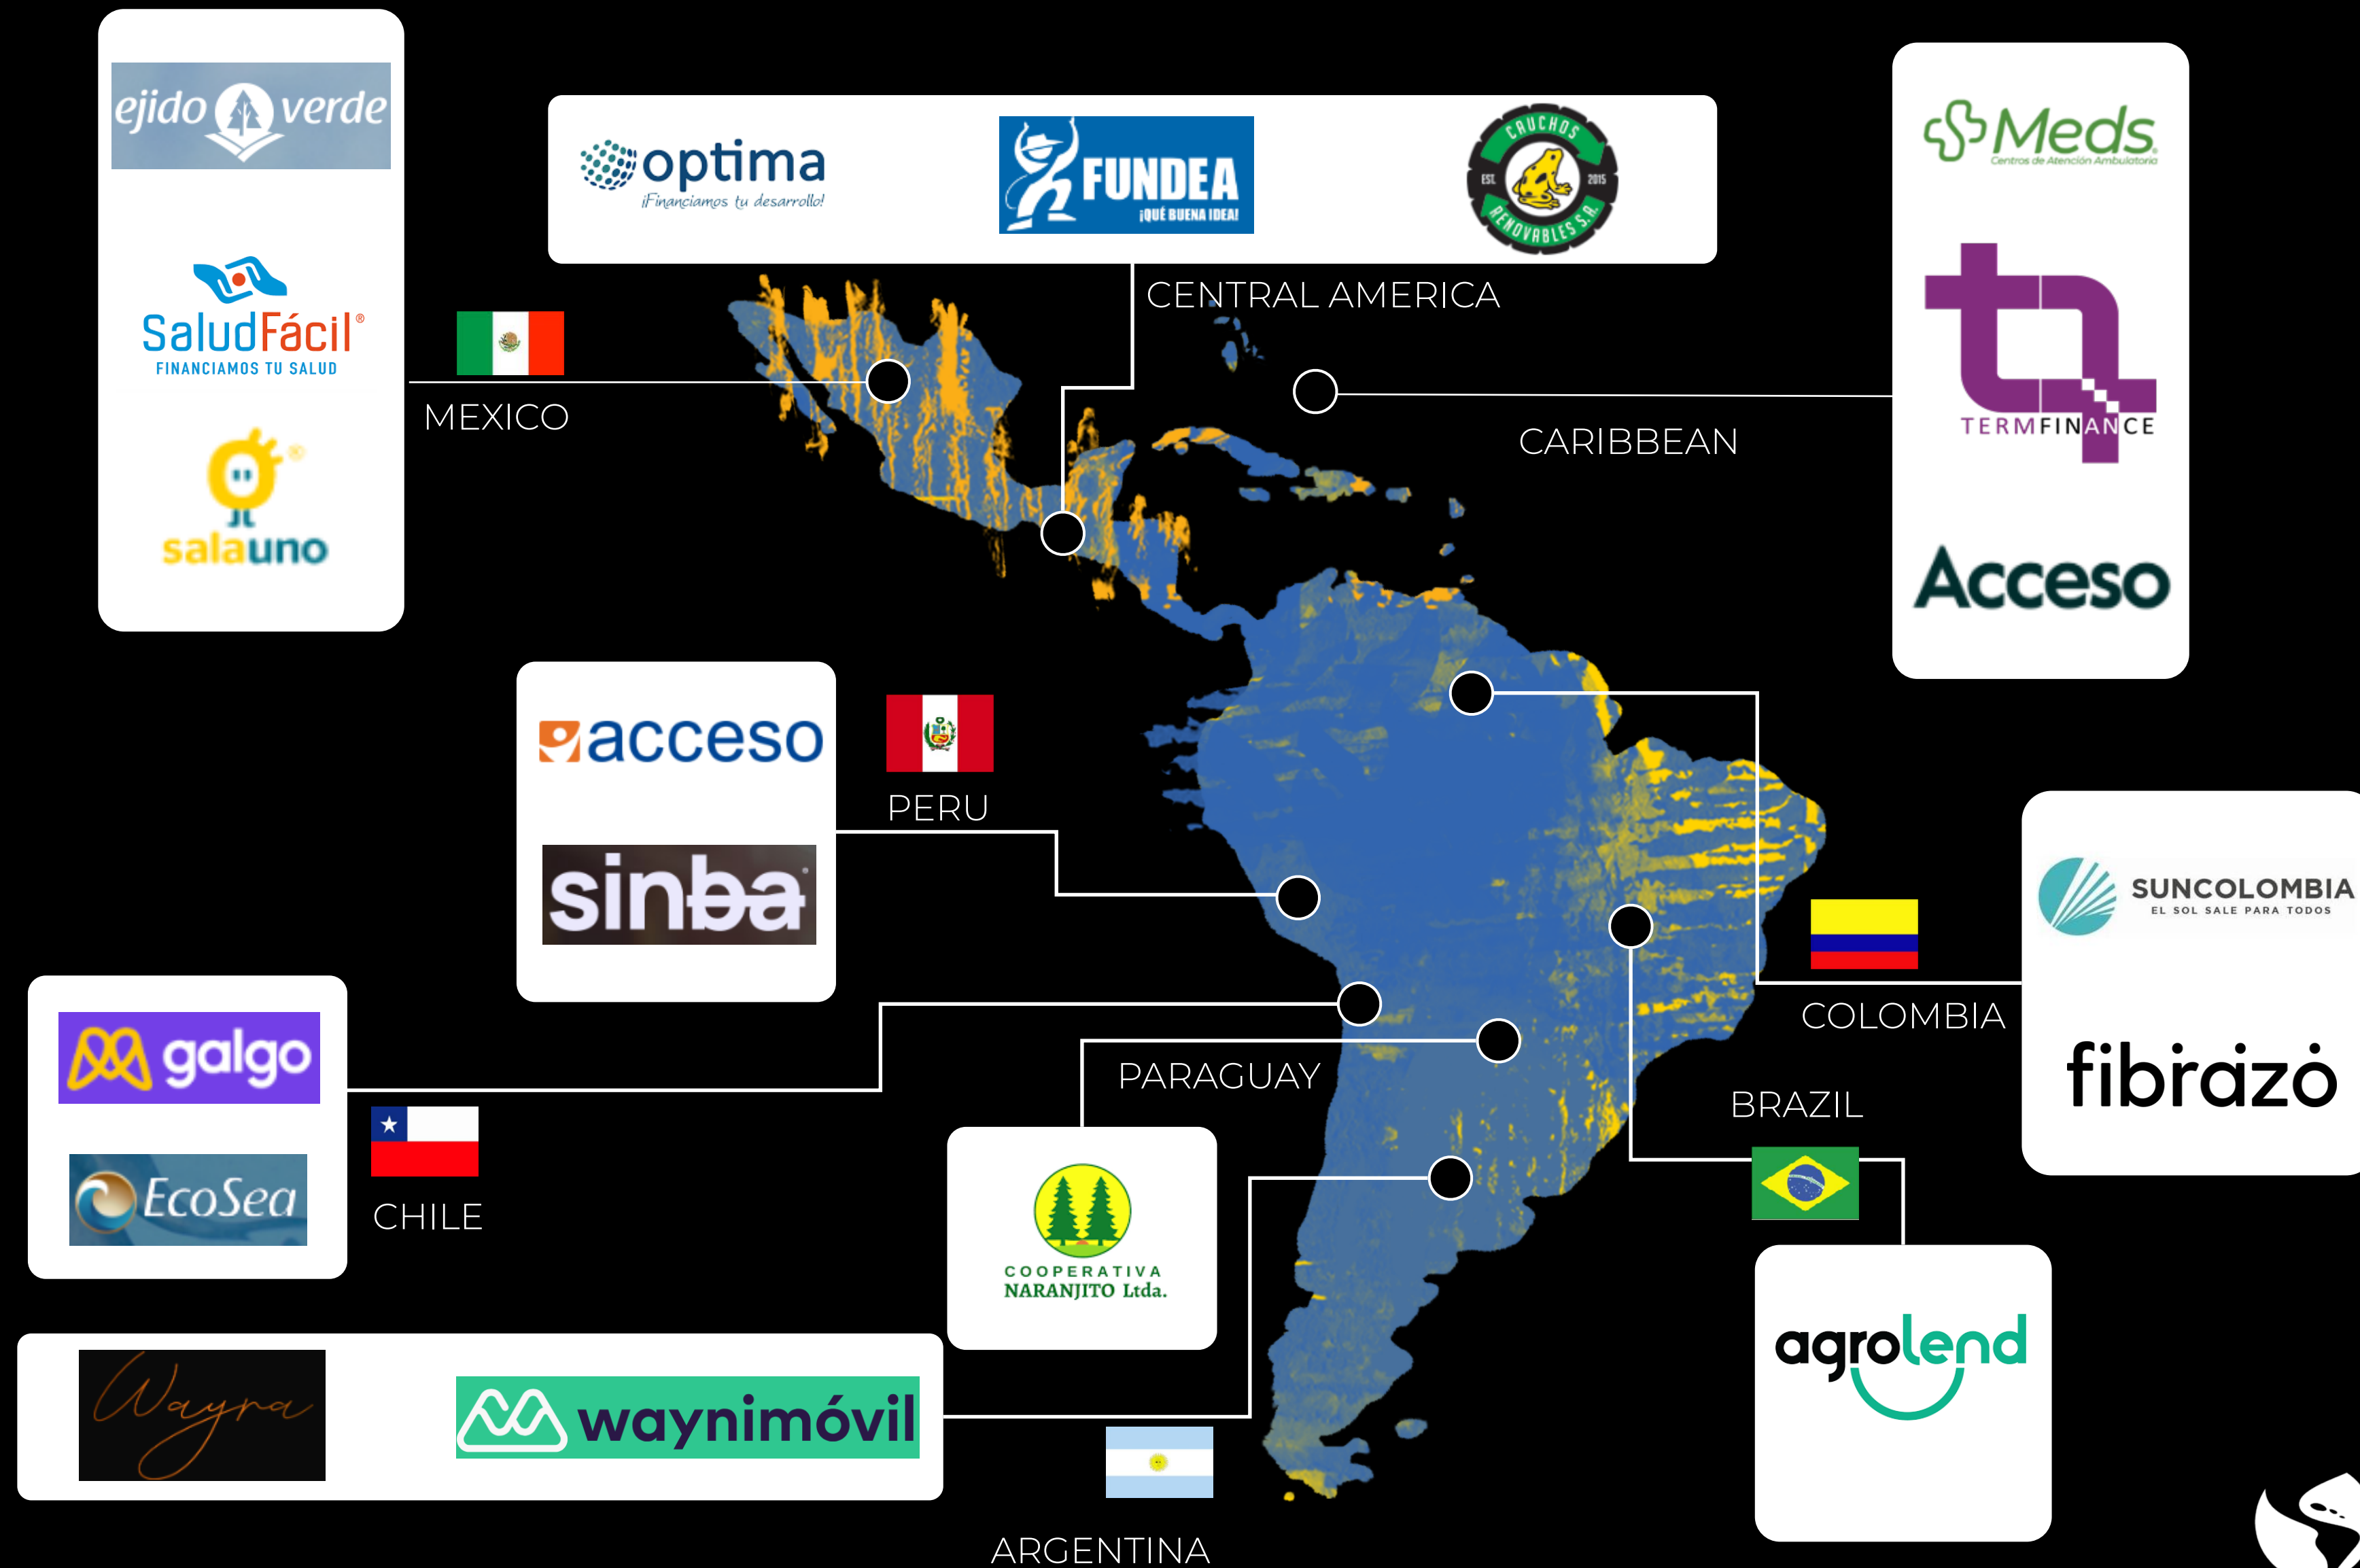 ejido verde
SaludFácil®
FINANCIAMOS TU SALUD
salauno®
MEXICO
optima
¡Financiamos tu desarrollo!
FUNDEA
¡QUÉ BUENA IDEA!
CAUCHOS
EST. 2015
RENOVABLES S.A.
CENTRAL AMERICA
Meds®
Centros de Atención Ambulatoria
TERMFINANCE
Acceso
CARIBBEAN
acceso
sinba®
PERU
SUNCOLOMBIA
EL SOL SALE PARA TODOS
fibrazo
COLOMBIA
galgo
EcoSea
CHILE
PARAGUAY
COOPERATIVA
NARANJITO Ltda.
BRAZIL
agrolend
Wayra
waynimóvil
ARGENTINA